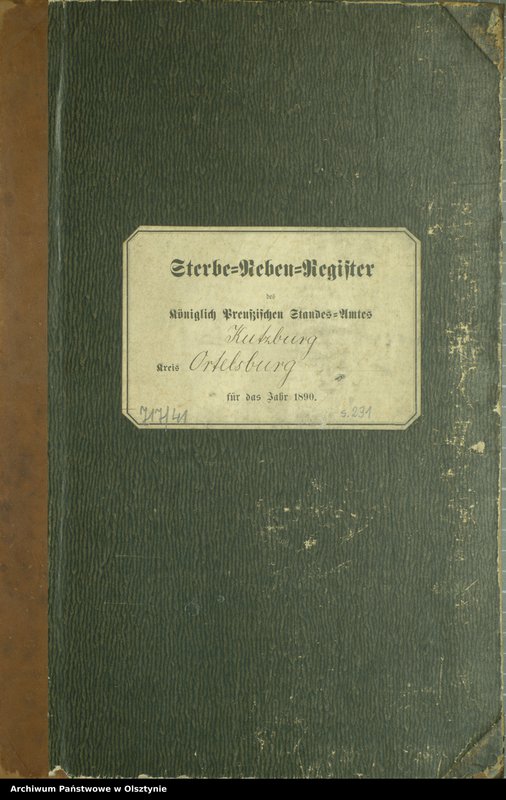 Sterbe=Neben=Register
des
Königlich Preußischen Standes=Amtes
Kutzburg
Kreis Ortelsburg
für das Jahr 1890.
717/41 s. 291
Archiwum Państwowe w Olsztynie